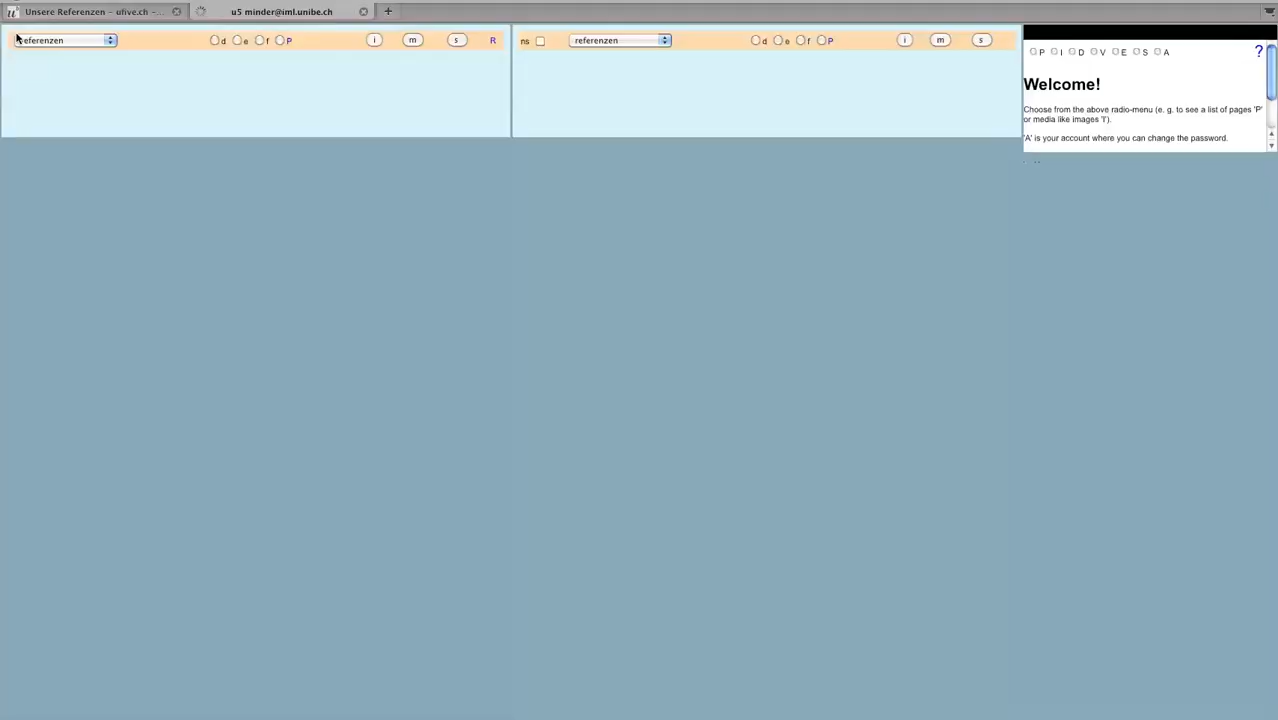 Unsere Referenzen – ufive.ch –...
u5 minder@iml.unibe.ch
referenzen d e f P i m s R
ns referenzen d e f P i m s
P I D V E S A ?
Welcome!
Choose from the above radio-menu (e. g. to see a list of pages 'P'
or media like images 'I').
'A' is your account where you can change the password.